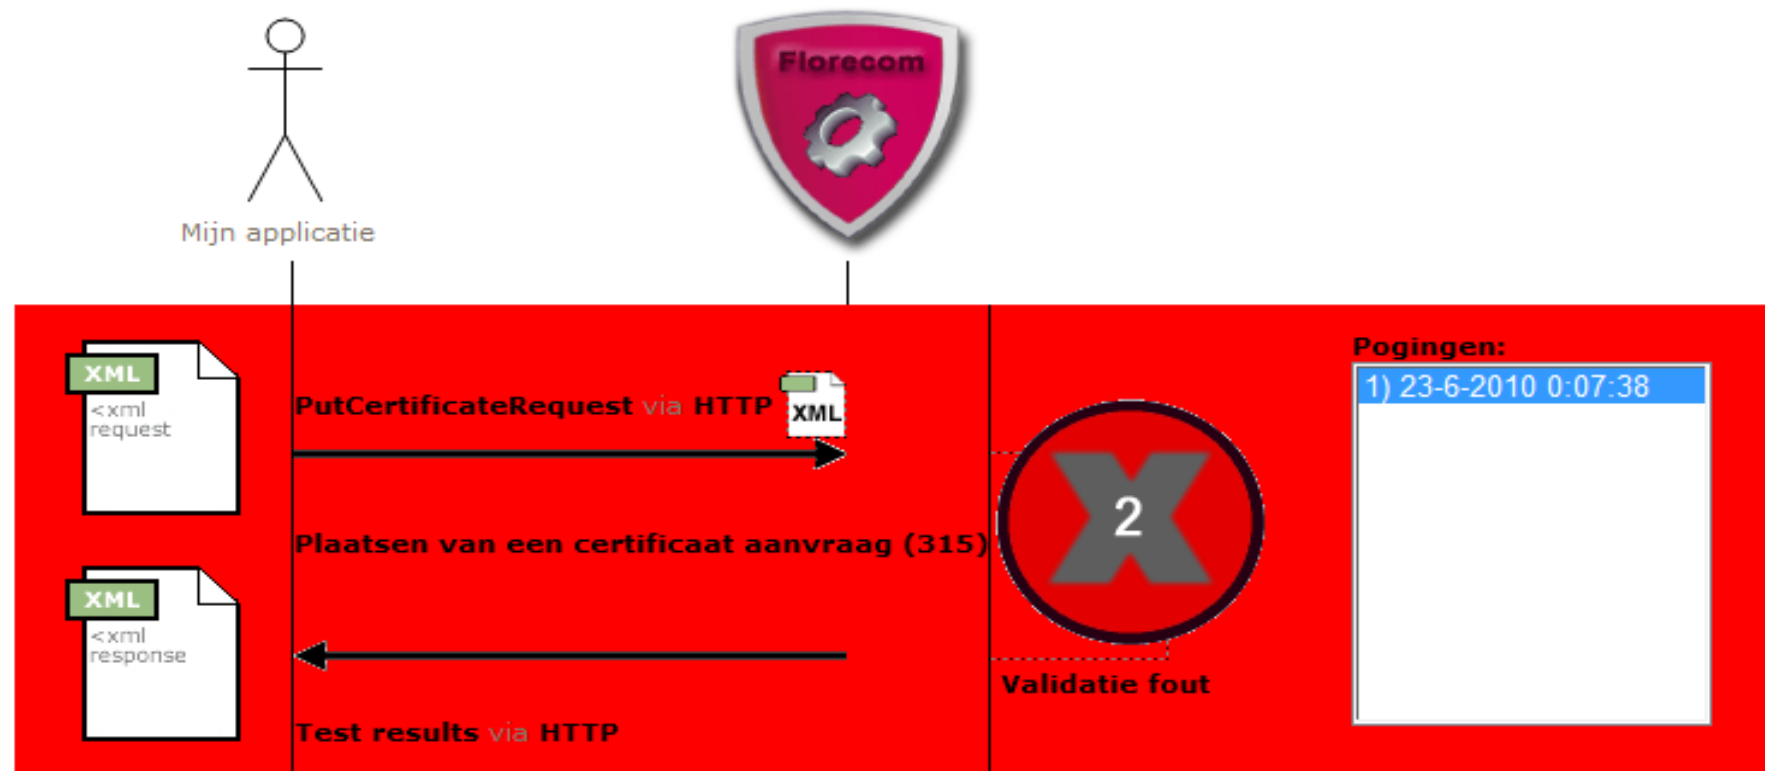 Florecom
Mijn applicatie
XML
<xml
request
PutCertificateRequest via HTTP
XML
Plaatsen van een certificaat aanvraag (315)
XML
<xml
response
Test results via HTTP
2
Validatie fout
Pogingen:
1) 23-6-2010 0:07:38